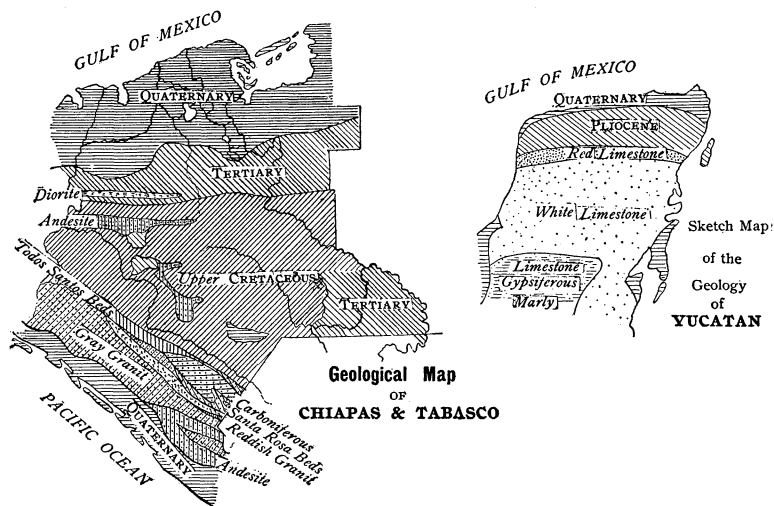 GULF OF MEXICO
QUATERNARY
TERTIARY
Diorite
Andesite
Todos Santos Beds
Upper CRETACEOUS
TERTIARY
Gray Granit
Carboniferous
Santa Rosa Beds
Reddish Granit
QUATERNARY
Andesite
PACIFIC OCEAN
Geological Map
OF
CHIAPAS & TABASCO
GULF OF MEXICO
QUATERNARY
PLIOCENE
Red Limestone
White Limestone
Limestone
Gypsiferous
Marly
Sketch Map
of the
Geology
of
YUCATAN